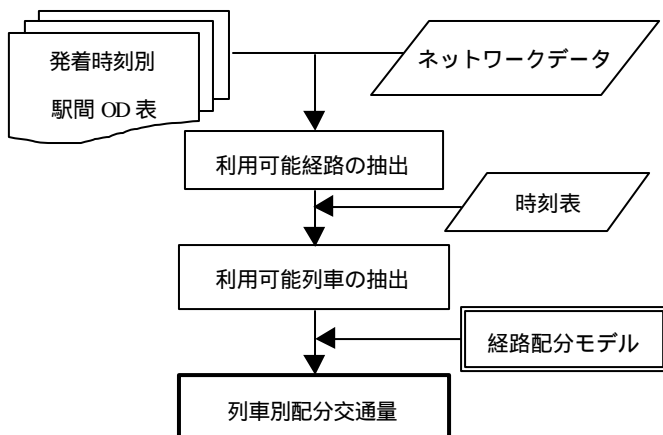 発着時刻別
駅間 OD 表
ネットワークデータ
利用可能経路の抽出
時刻表
利用可能列車の抽出
経路配分モデル
列車別配分交通量